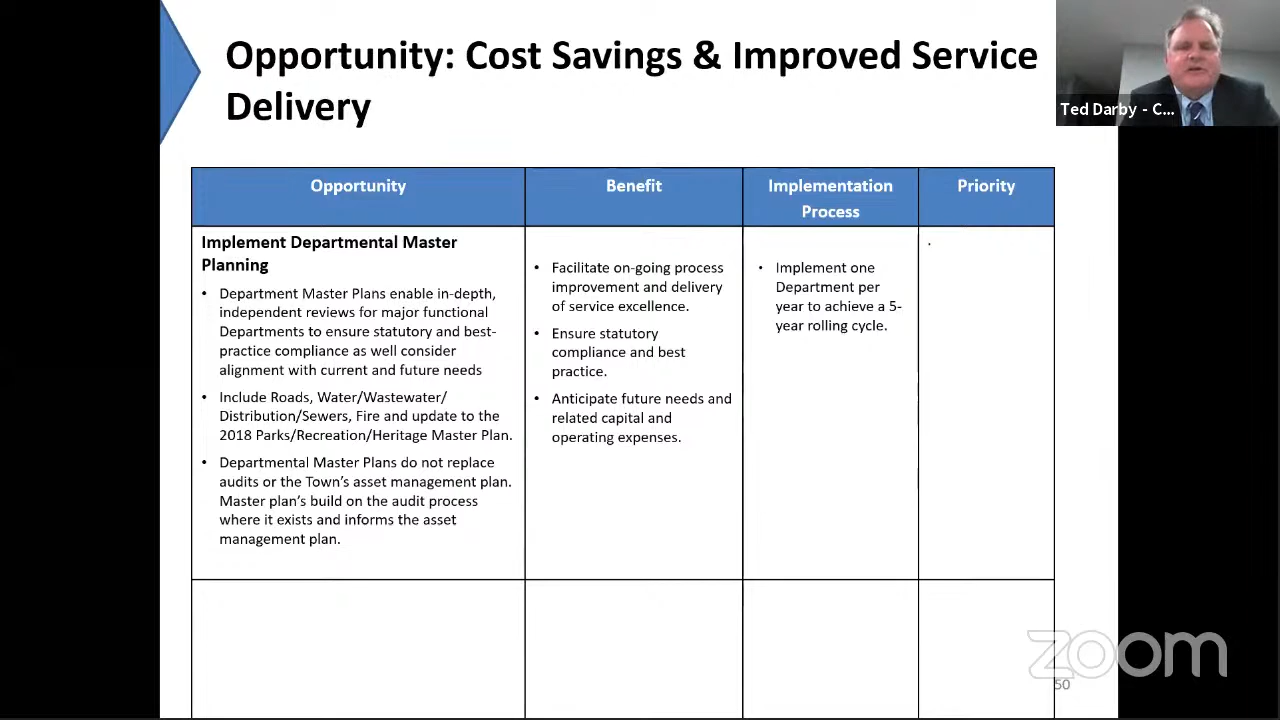 Opportunity: Cost Savings & Improved Service
Delivery
Ted Darby - C...
Opportunity
Benefit
Implementation
Process
Priority
Implement Departmental Master
Planning
• Department Master Plans enable in-depth,
independent reviews for major functional
Departments to ensure statutory and best-
practice compliance as well consider
alignment with current and future needs
• Include Roads, Water/Wastewater/
Distribution/Sewers, Fire and update to the
2018 Parks/Recreation/Heritage Master Plan.
• Departmental Master Plans do not replace
audits or the Town's asset management plan.
Master plan's build on the audit process
where it exists and informs the asset
management plan.
• Facilitate on-going process
improvement and delivery
of service excellence.
• Ensure statutory
compliance and best
practice.
• Anticipate future needs and
related capital and
operating expenses.
• Implement one
Department per
year to achieve a 5-
year rolling cycle.
zoom
50